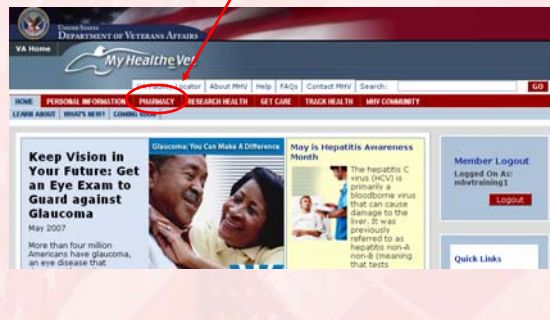 UNITED STATES
DEPARTMENT OF VETERANS AFFAIRS
VA Home
My HealtheVet
Locator | About MHV | Help | FAQs | Contact MHV | Search: GO
HOME PERSONAL INFORMATION PHARMACY RESEARCH HEALTH GET CARE TRACK HEALTH MHV COMMUNITY
LEARN ABOUT WHAT'S NEW? COMING SOON
Keep Vision in
Your Future: Get
an Eye Exam to
Guard against
Glaucoma
May 2007
More than four million
Americans have glaucoma,
an eye disease that
Glaucoma: You Can Make A Difference
May is Hepatitis Awareness
Month
The hepatitis C
virus (HCV) is
primarily a
bloodborne virus
that can cause
damage to the
liver. It was
previously
referred to as
hepatitis non-A
non-B (meaning
that tests
Member Logout
Logged On As:
mhvtraining1
Logout
Quick Links